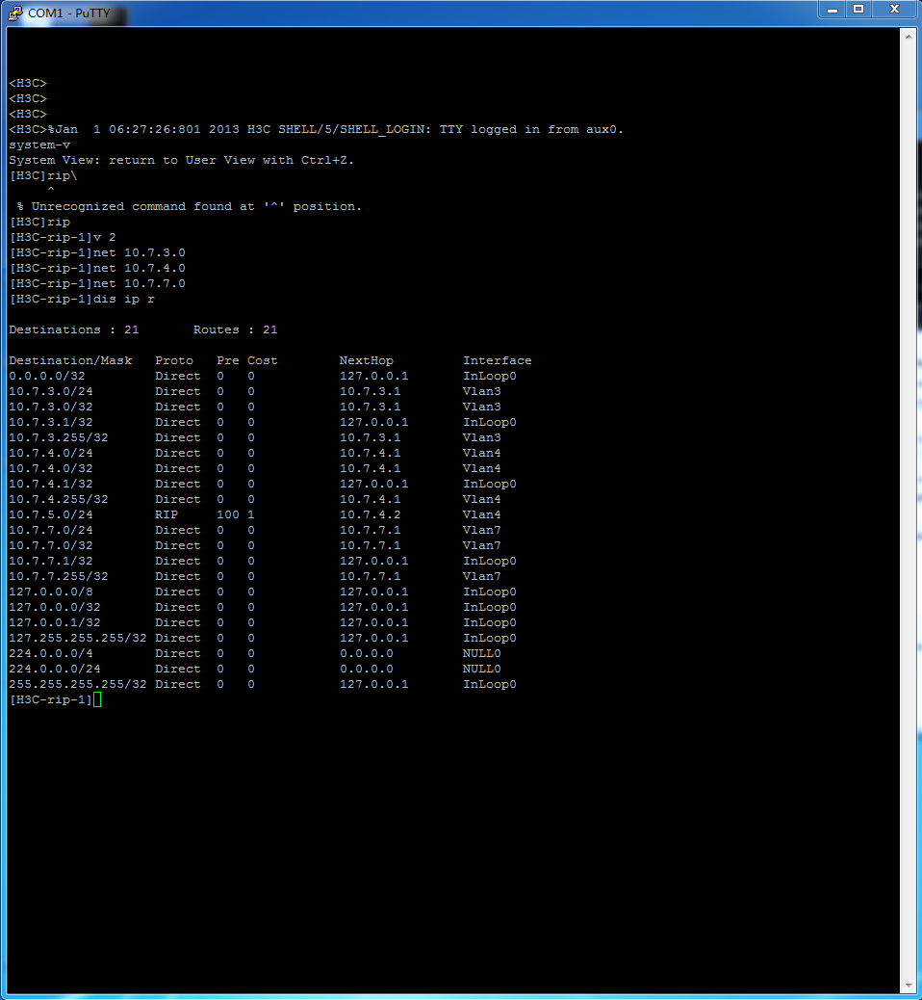 COM1 - PuTTY
<H3C>
<H3C>
<H3C>
<H3C>%Jan  1 06:27:26:801 2013 H3C SHELL/5/SHELL_LOGIN: TTY logged in from aux0.
system-v
System View: return to User View with Ctrl+Z.
[H3C]rip\
     ^
 % Unrecognized command found at '^' position.
[H3C]rip
[H3C-rip-1]v 2
[H3C-rip-1]net 10.7.3.0
[H3C-rip-1]net 10.7.4.0
[H3C-rip-1]net 10.7.7.0
[H3C-rip-1]dis ip r
Destinations : 21       Routes : 21
Destination/Mask   Proto   Pre Cost        NextHop         Interface
0.0.0.0/32         Direct  0   0           127.0.0.1       InLoop0
10.7.3.0/24        Direct  0   0           10.7.3.1        Vlan3
10.7.3.0/32        Direct  0   0           10.7.3.1        Vlan3
10.7.3.1/32        Direct  0   0           127.0.0.1       InLoop0
10.7.3.255/32      Direct  0   0           10.7.3.1        Vlan3
10.7.4.0/24        Direct  0   0           10.7.4.1        Vlan4
10.7.4.0/32        Direct  0   0           10.7.4.1        Vlan4
10.7.4.1/32        Direct  0   0           127.0.0.1       InLoop0
10.7.4.255/32      Direct  0   0           10.7.4.1        Vlan4
10.7.5.0/24        RIP     100 1           10.7.4.2        Vlan4
10.7.7.0/24        Direct  0   0           10.7.7.1        Vlan7
10.7.7.0/32        Direct  0   0           10.7.7.1        Vlan7
10.7.7.1/32        Direct  0   0           127.0.0.1       InLoop0
10.7.7.255/32      Direct  0   0           10.7.7.1        Vlan7
127.0.0.0/8        Direct  0   0           127.0.0.1       InLoop0
127.0.0.0/32       Direct  0   0           127.0.0.1       InLoop0
127.0.0.1/32       Direct  0   0           127.0.0.1       InLoop0
127.255.255.255/32 Direct  0   0           127.0.0.1       InLoop0
224.0.0.0/4        Direct  0   0           0.0.0.0         NULL0
224.0.0.0/24       Direct  0   0           0.0.0.0         NULL0
255.255.255.255/32 Direct  0   0           127.0.0.1       InLoop0
[H3C-rip-1]